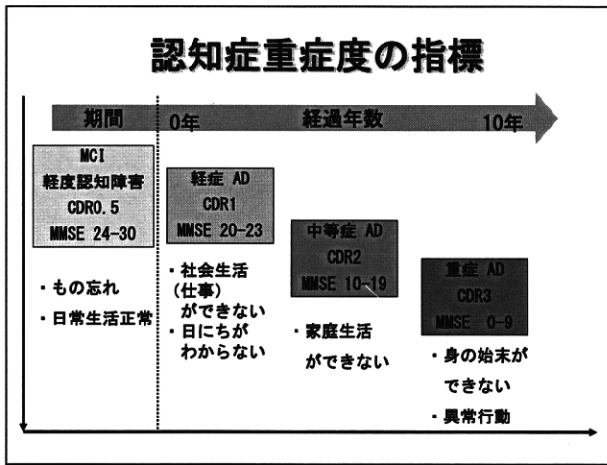 認知症重症度の指標
期間
0年
経過年数
10年
MCI
軽度認知障害
CDR0.5
MMSE 24-30
・もの忘れ
・日常生活正常
軽症 AD
CDR1
MMSE 20-23
・社会生活
(仕事)
ができない
・日にちが
わからない
中等症 AD
CDR2
MMSE 10-19
・家庭生活
ができない
重症 AD
CDR3
MMSE 0-9
・身の始末が
できない
・異常行動